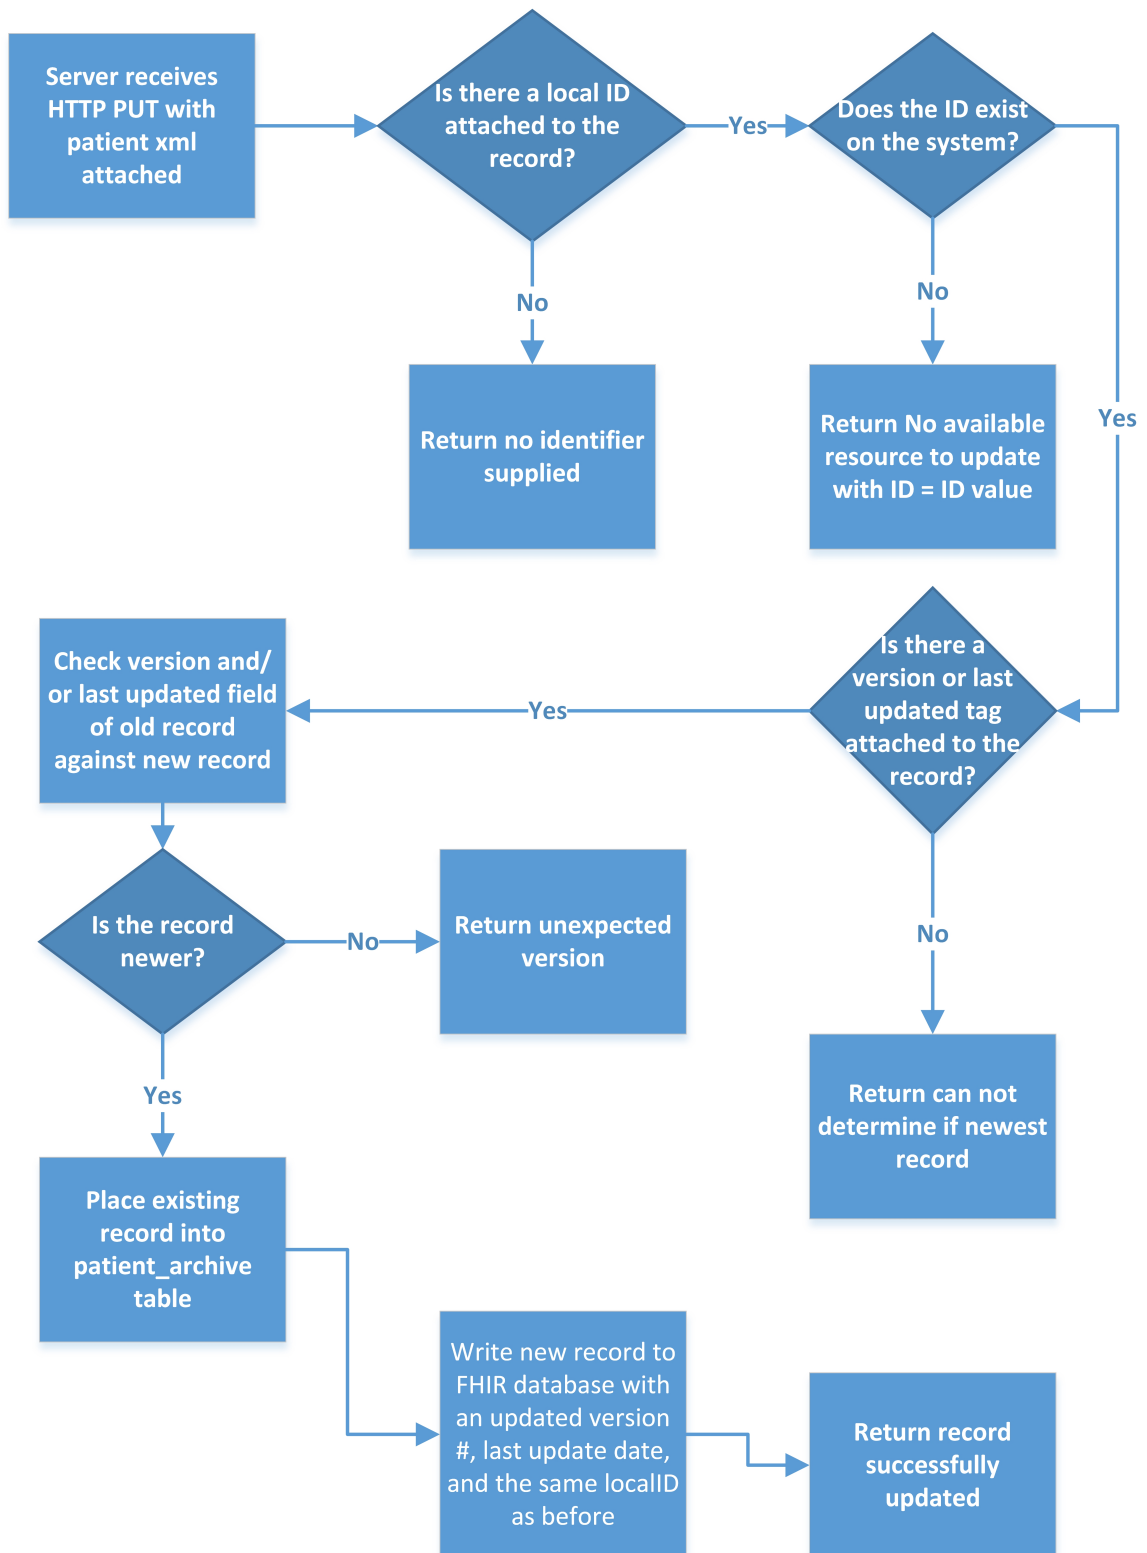 Server receives
HTTP PUT with
patient xml
attached
Is there a local ID
attached to the
record?
Yes
Does the ID exist
on the system?
No
No
Return no identifier
supplied
Return No available
resource to update
with ID = ID value
Yes
Is there a
version or last
updated tag
attached to the
record?
Yes
Check version and/
or last updated field
of old record
against new record
Is the record
newer?
No
Return unexpected
version
No
Yes
Return can not
determine if newest
record
Place existing
record into
patient_archive
table
Write new record to
FHIR database with
an updated version
#, last update date,
and the same localID
as before
Return record
successfully
updated